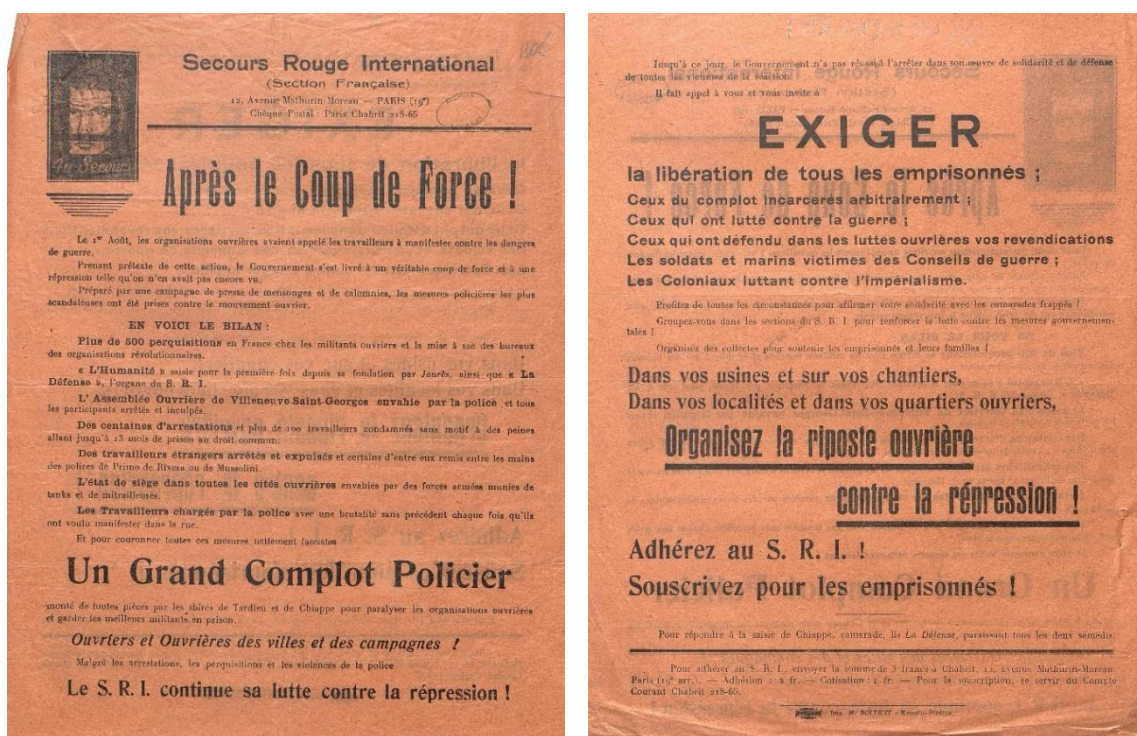 Au Secours
Secours Rouge International
(Section Française)
12, Avenue Mathurin Moreau — PARIS (19e)
Chèque Postal : Paris Chabrit 218-65
Après le Coup de Force !
Le 1er Août, les organisations ouvrières avaient appelé les travailleurs à manifester contre les dangers
de guerre.
Prenant prétexte de cette action, le Gouvernement s'est livré à un véritable coup de force et à une
répression telle qu'on n'en avait pas encore vu.
Préparé par une campagne de presse de mensonges et de calomnies, les mesures policières les plus
scandaleuses ont été prises contre le mouvement ouvrier.
EN VOICI LE BILAN :
Plus de 500 perquisitions en France chez les militants ouvriers et la mise à sac des bureaux
des organisations révolutionnaires.
« L'Humanité » saisie pour la première fois depuis sa fondation par Jaurès, ainsi que « La
Défense », l'organe du S. R. I.
L'Assemblée Ouvrière de Villeneuve-Saint-Georges envahie par la police et tous
les participants arrêtés et inculpés.
Des centaines d'arrestations et plus de 100 travailleurs condamnés sans motif à des peines
allant jusqu'à 13 mois de prison au droit commun.
Des travailleurs étrangers arrêtés et expulsés et certains d'entre eux remis entre les mains
des polices de Primo de Rivera ou de Mussolini.
L'état de siège dans toutes les cités ouvrières envahies par des forces armées munies de
tanks et de mitrailleuses.
Les Travailleurs chargés par la police avec une brutalité sans précédent chaque fois qu'ils
ont voulu manifester dans la rue.
Et pour couronner toutes ces mesures nettement fascistes
Un Grand Complot Policier
monté de toutes pièces par les sbires de Tardieu et de Chiappe pour paralyser les organisations ouvrières
et garder les meilleurs militants en prison.
Ouvriers et Ouvrières des villes et des campagnes !
Malgré les arrestations, les perquisitions et les violences de la police
Le S. R. I. continue sa lutte contre la répression !
Jusqu'à ce jour, le Gouvernement n'a pas réussi à l'arrêter dans son œuvre de solidarité et de défense
de toutes les victimes de la réaction.
Il fait appel à vous et vous invite à :
EXIGER
la libération de tous les emprisonnés ;
Ceux du complot incarcérés arbitrairement ;
Ceux qui ont lutté contre la guerre ;
Ceux qui ont défendu dans les luttes ouvrières vos revendications
Les soldats et marins victimes des Conseils de guerre ;
Les Coloniaux luttant contre l'impérialisme.
Profitez de toutes les circonstances pour affirmer votre solidarité avec les camarades frappés !
Groupez-vous dans les sections du S. R. I. pour renforcer la lutte contre les mesures gouvernemen-
tales !
Organisez des collectes pour soutenir les emprisonnés et leurs familles !
Dans vos usines et sur vos chantiers,
Dans vos localités et dans vos quartiers ouvriers,
Organisez la riposte ouvrière
contre la répression !
Adhérez au S. R. I. !
Souscrivez pour les emprisonnés !
Pour répondre à la saisie de Chiappe, camarade, lis La Défense, paraissant tous les deux samedis.
Pour adhérer au S. R. I., envoyer la somme de 3 francs à Chabrit, 12, avenue Mathurin-Moreau,
Paris (19e arr.). — Adhésion : 2 fr. — Cotisation : 1 fr. — Pour la souscription, se servir du Compte
Courant Chabrit 218-65.